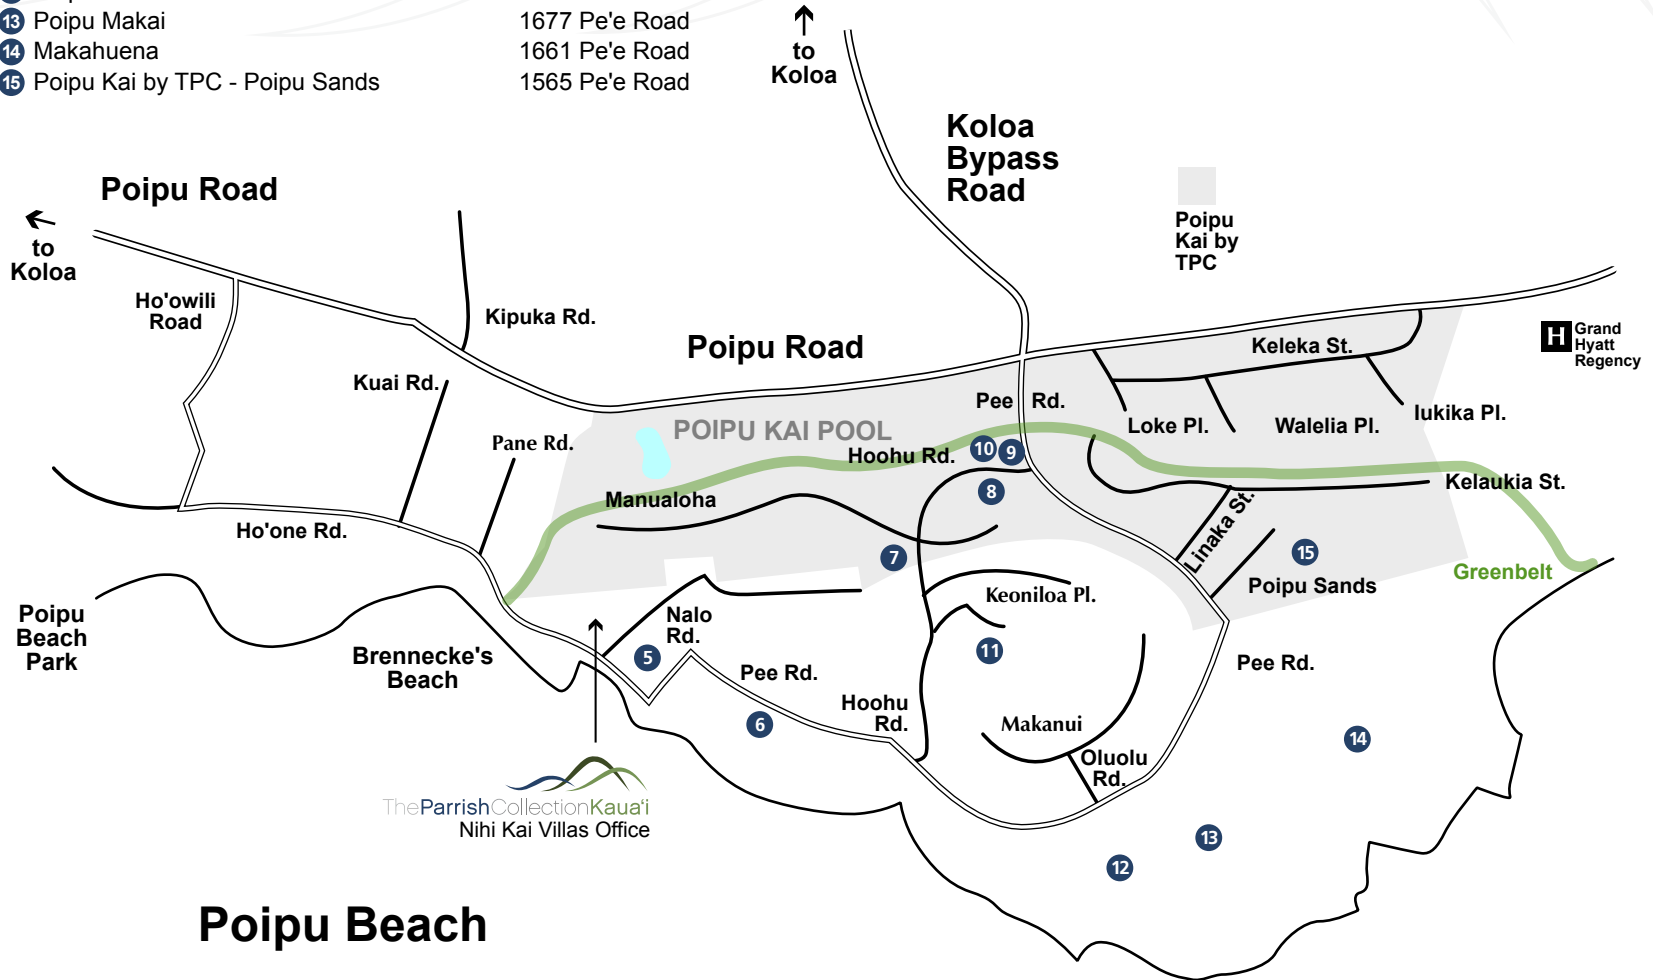 13 Poipu Makai 1677 Pe'e Road
14 Makahuena 1661 Pe'e Road
15 Poipu Kai by TPC - Poipu Sands 1565 Pe'e Road
to
Koloa
Koloa
Bypass
Road
Poipu Road
to
Koloa
Poipu
Kai by
TPC
Ho'owili
Road
Kipuka Rd.
Poipu Road
Keleka St.
H Grand
Hyatt
Regency
Kuai Rd.
Pee Rd.
Iukika Pl.
Loke Pl.
Walelia Pl.
Pane Rd.
POIPU KAI POOL
Hoohu Rd.
10
9
8
Kelaukia St.
Manualoha
Linaka St.
Ho'one Rd.
7
15
Poipu Sands
Greenbelt
Keoniloa Pl.
Poipu
Beach
Park
Nalo
Rd.
5
11
Brennecke's
Beach
Pee Rd.
Pee Rd.
Hoohu
Rd.
6
Makanui
14
Oluolu
Rd.
TheParrishCollectionKaua'i
Nihi Kai Villas Office
13
12
Poipu Beach